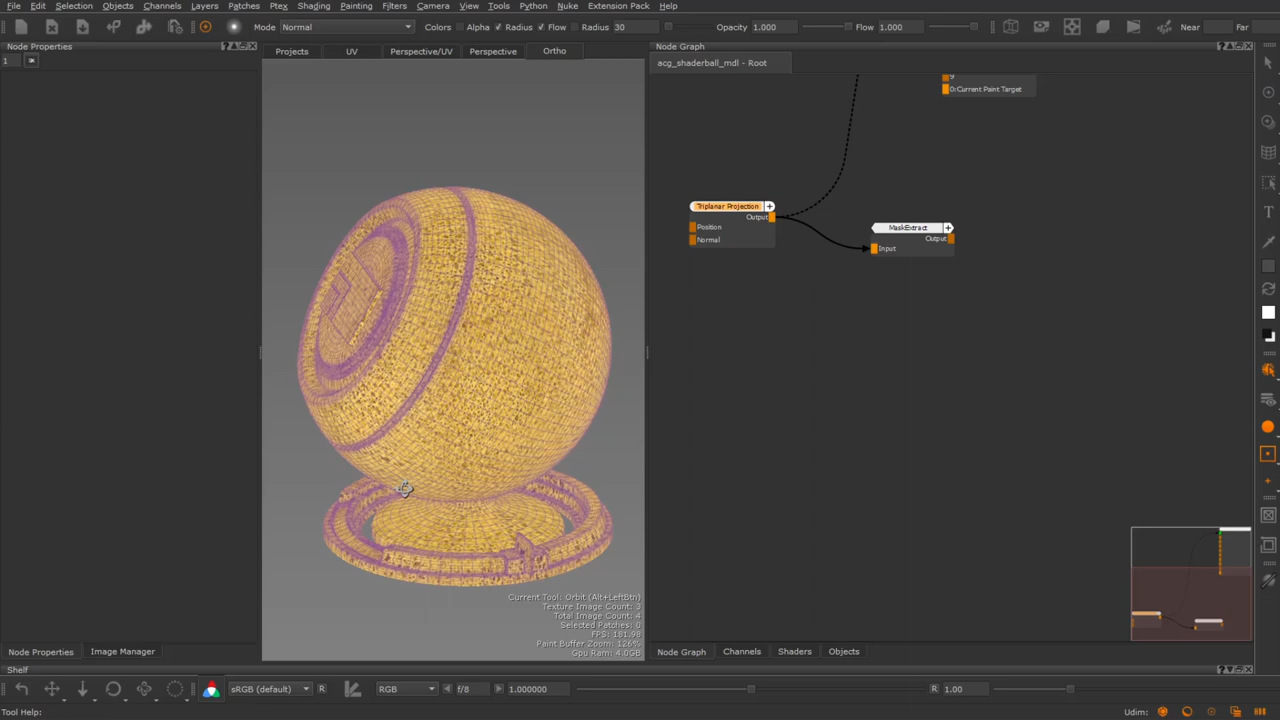 File Edit Selection Objects Channels Layers Patches Ptex Shading Painting Filters Camera View Tools Python Nuke Extension Pack Help
Mode Normal Colors Alpha Radius Flow Radius 30 Opacity 1.000 Flow 1.000 Near Far
Node Properties
1
Projects UV Perspective/UV Perspective Ortho
Node Graph
acg_shaderball_mdl - Root
9
0:Current Paint Target
Triplanar Projection +
Output
Position
Normal
MaskExtract +
Output
Input
Current Tool: Orbit (Alt+LeftBtn)
Texture Image Count: 3
Total Image Count: 4
Selected Patches: 0
FPS: 181.98
Paint Buffer Zoom: 126%
Gpu Ram: 4.0GB
Node Properties Image Manager
Node Graph Channels Shaders Objects
Shelf
sRGB (default) R RGB f/8 1.000000 R 1.00
Tool Help:
Udim: